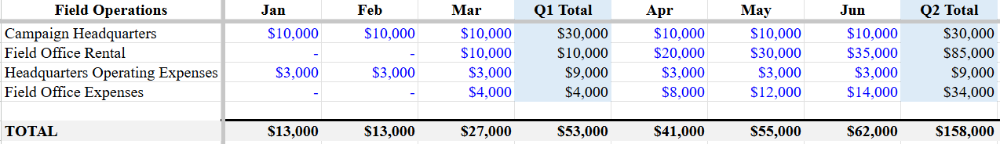 Field Operations Jan Feb Mar Q1 Total Apr May Jun Q2 Total
Campaign Headquarters $10,000 $10,000 $10,000 $30,000 $10,000 $10,000 $10,000 $30,000
Field Office Rental - - $10,000 $10,000 $20,000 $30,000 $35,000 $85,000
Headquarters Operating Expenses $3,000 $3,000 $3,000 $9,000 $3,000 $3,000 $3,000 $9,000
Field Office Expenses - - $4,000 $4,000 $8,000 $12,000 $14,000 $34,000
TOTAL $13,000 $13,000 $27,000 $53,000 $41,000 $55,000 $62,000 $158,000